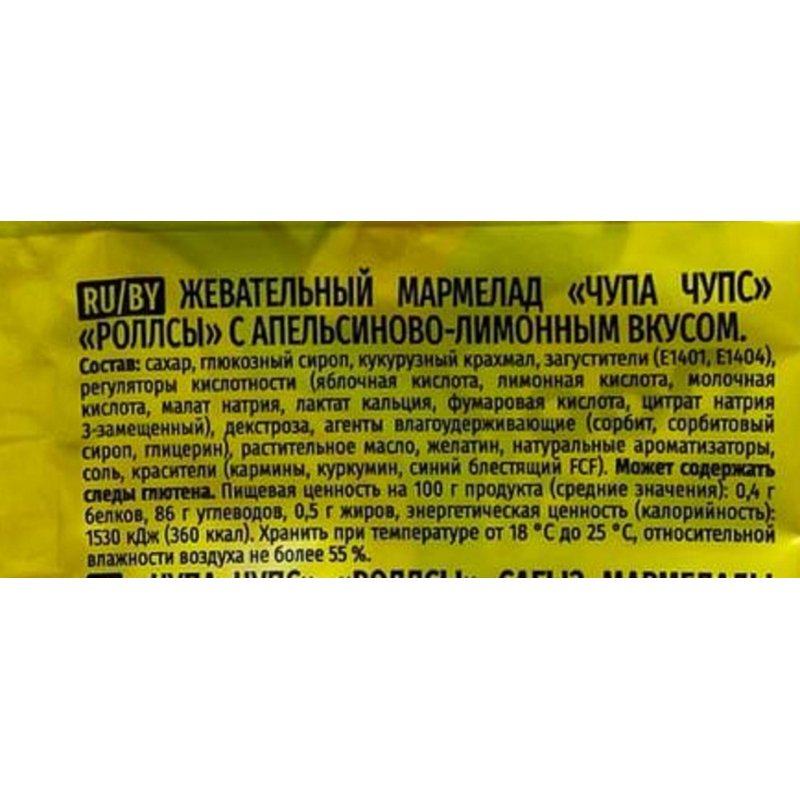 RU/BY ЖЕВАТЕЛЬНЫЙ МАРМЕЛАД «ЧУПА ЧУПС»
«РОЛЛСЫ» С АПЕЛЬСИНОВО-ЛИМОННЫМ ВКУСОМ.
Состав: сахар, глюкозный сироп, кукурузный крахмал, загустители (Е1401, Е1404),
регуляторы кислотности (яблочная кислота, лимонная кислота, молочная
кислота, малат натрия, лактат кальция, фумаровая кислота, цитрат натрия
3-замещенный), декстроза, агенты влагоудерживающие (сорбит, сорбитовый
сироп, глицерин), растительное масло, желатин, натуральные ароматизаторы,
соль, красители (кармины, куркумин, синий блестящий FCF). Может содержать
следы глютена. Пищевая ценность на 100 г продукта (средние значения): 0,4 г
белков, 86 г углеводов, 0,5 г жиров, энергетическая ценность (калорийность):
1530 кДж (360 ккал). Хранить при температуре от 18 °С до 25 °С, относительной
влажности воздуха не более 55 %.
«ЧУПА ЧУПС» «РОЛЛСЫ» САҒЫЗ МАРМЕЛАДЫ